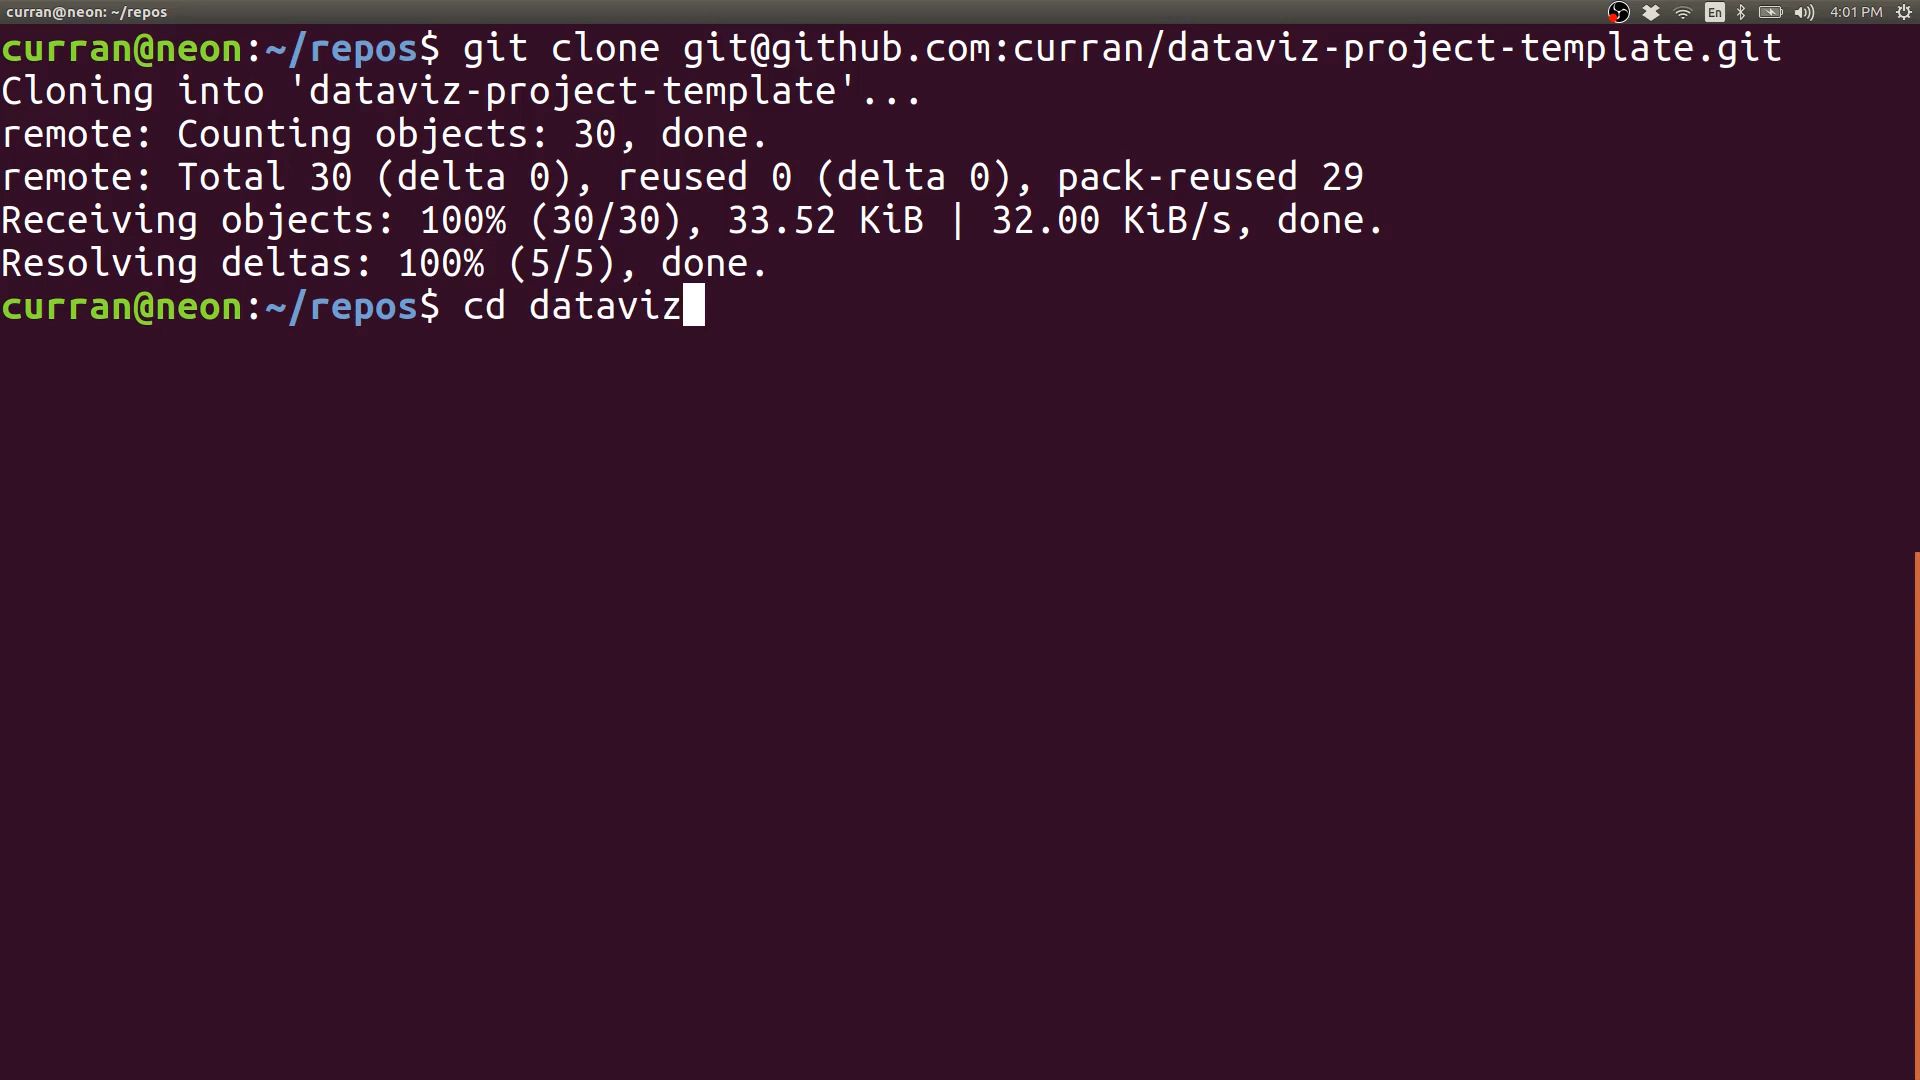 curran@neon: ~/repos
En
4:01 PM
curran@neon:~/repos$ git clone git@github.com:curran/dataviz-project-template.git
Cloning into 'dataviz-project-template'...
remote: Counting objects: 30, done.
remote: Total 30 (delta 0), reused 0 (delta 0), pack-reused 29
Receiving objects: 100% (30/30), 33.52 KiB | 32.00 KiB/s, done.
Resolving deltas: 100% (5/5), done.
curran@neon:~/repos$ cd dataviz